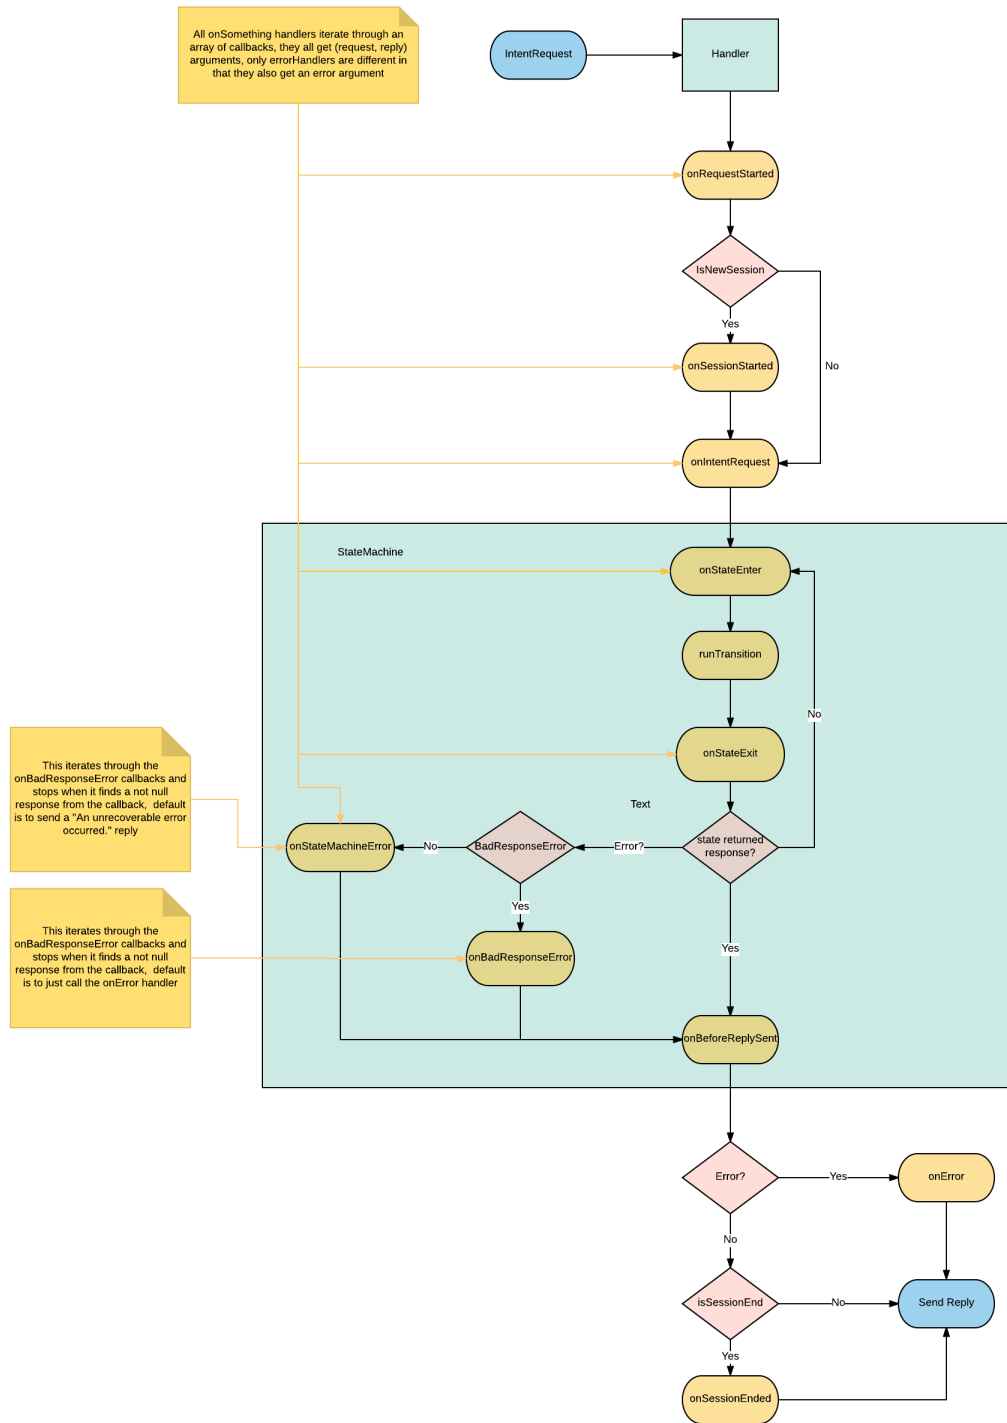 All onSomething handlers iterate through an
array of callbacks, they all get (request, reply)
arguments, only errorHandlers are different in
that they also get an error argument
IntentRequest
Handler
onRequestStarted
IsNewSession
Yes
onSessionStarted
No
onIntentRequest
StateMachine
onStateEnter
runTransition
No
onStateExit
This iterates through the
onBadResponseError callbacks and
stops when it finds a not null
response from the callback, default
is to send a "An unrecoverable error
occurred." reply
Text
onStateMachineError
No
BadResponseError
Error?
state returned
response?
Yes
Yes
This iterates through the
onBadResponseError callbacks and
stops when it finds a not null
response from the callback, default
is to just call the onError handler
onBadResponseError
onBeforeReplySent
Error?
Yes
onError
No
isSessionEnd
No
Send Reply
Yes
onSessionEnded